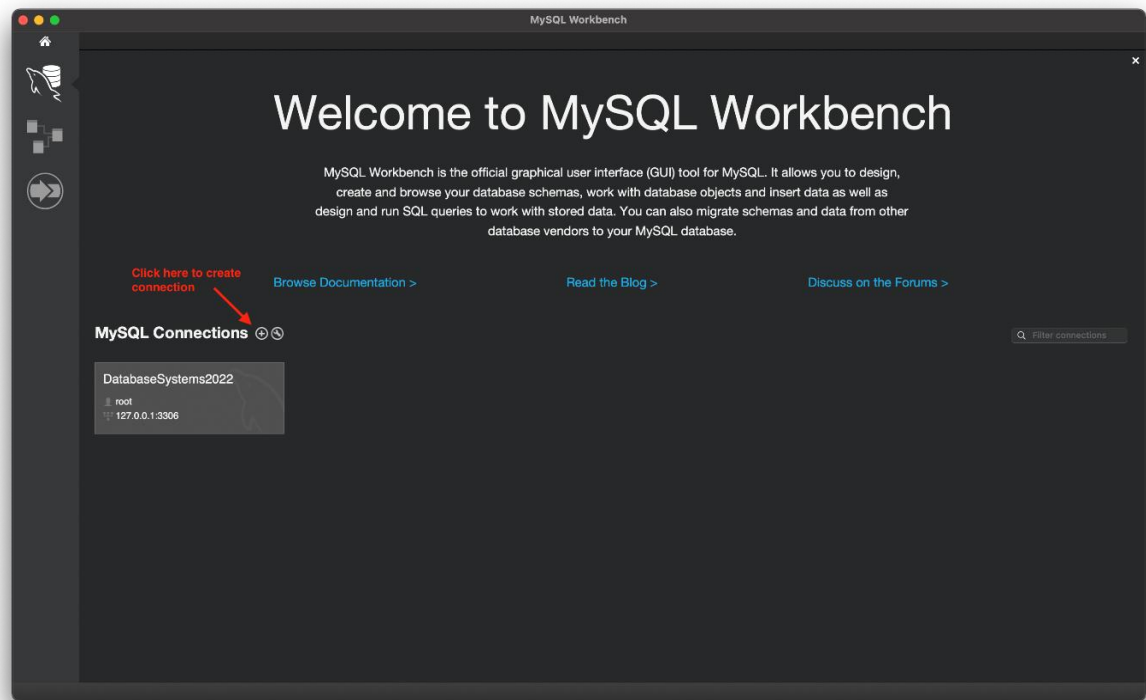 MySQL Workbench
Welcome to MySQL Workbench
MySQL Workbench is the official graphical user interface (GUI) tool for MySQL. It allows you to design,
create and browse your database schemas, work with database objects and insert data as well as
design and run SQL queries to work with stored data. You can also migrate schemas and data from other
database vendors to your MySQL database.
Click here to create
connection
Browse Documentation >
Read the Blog >
Discuss on the Forums >
MySQL Connections
Filter connections
DatabaseSystems2022
root
127.0.0.1:3306